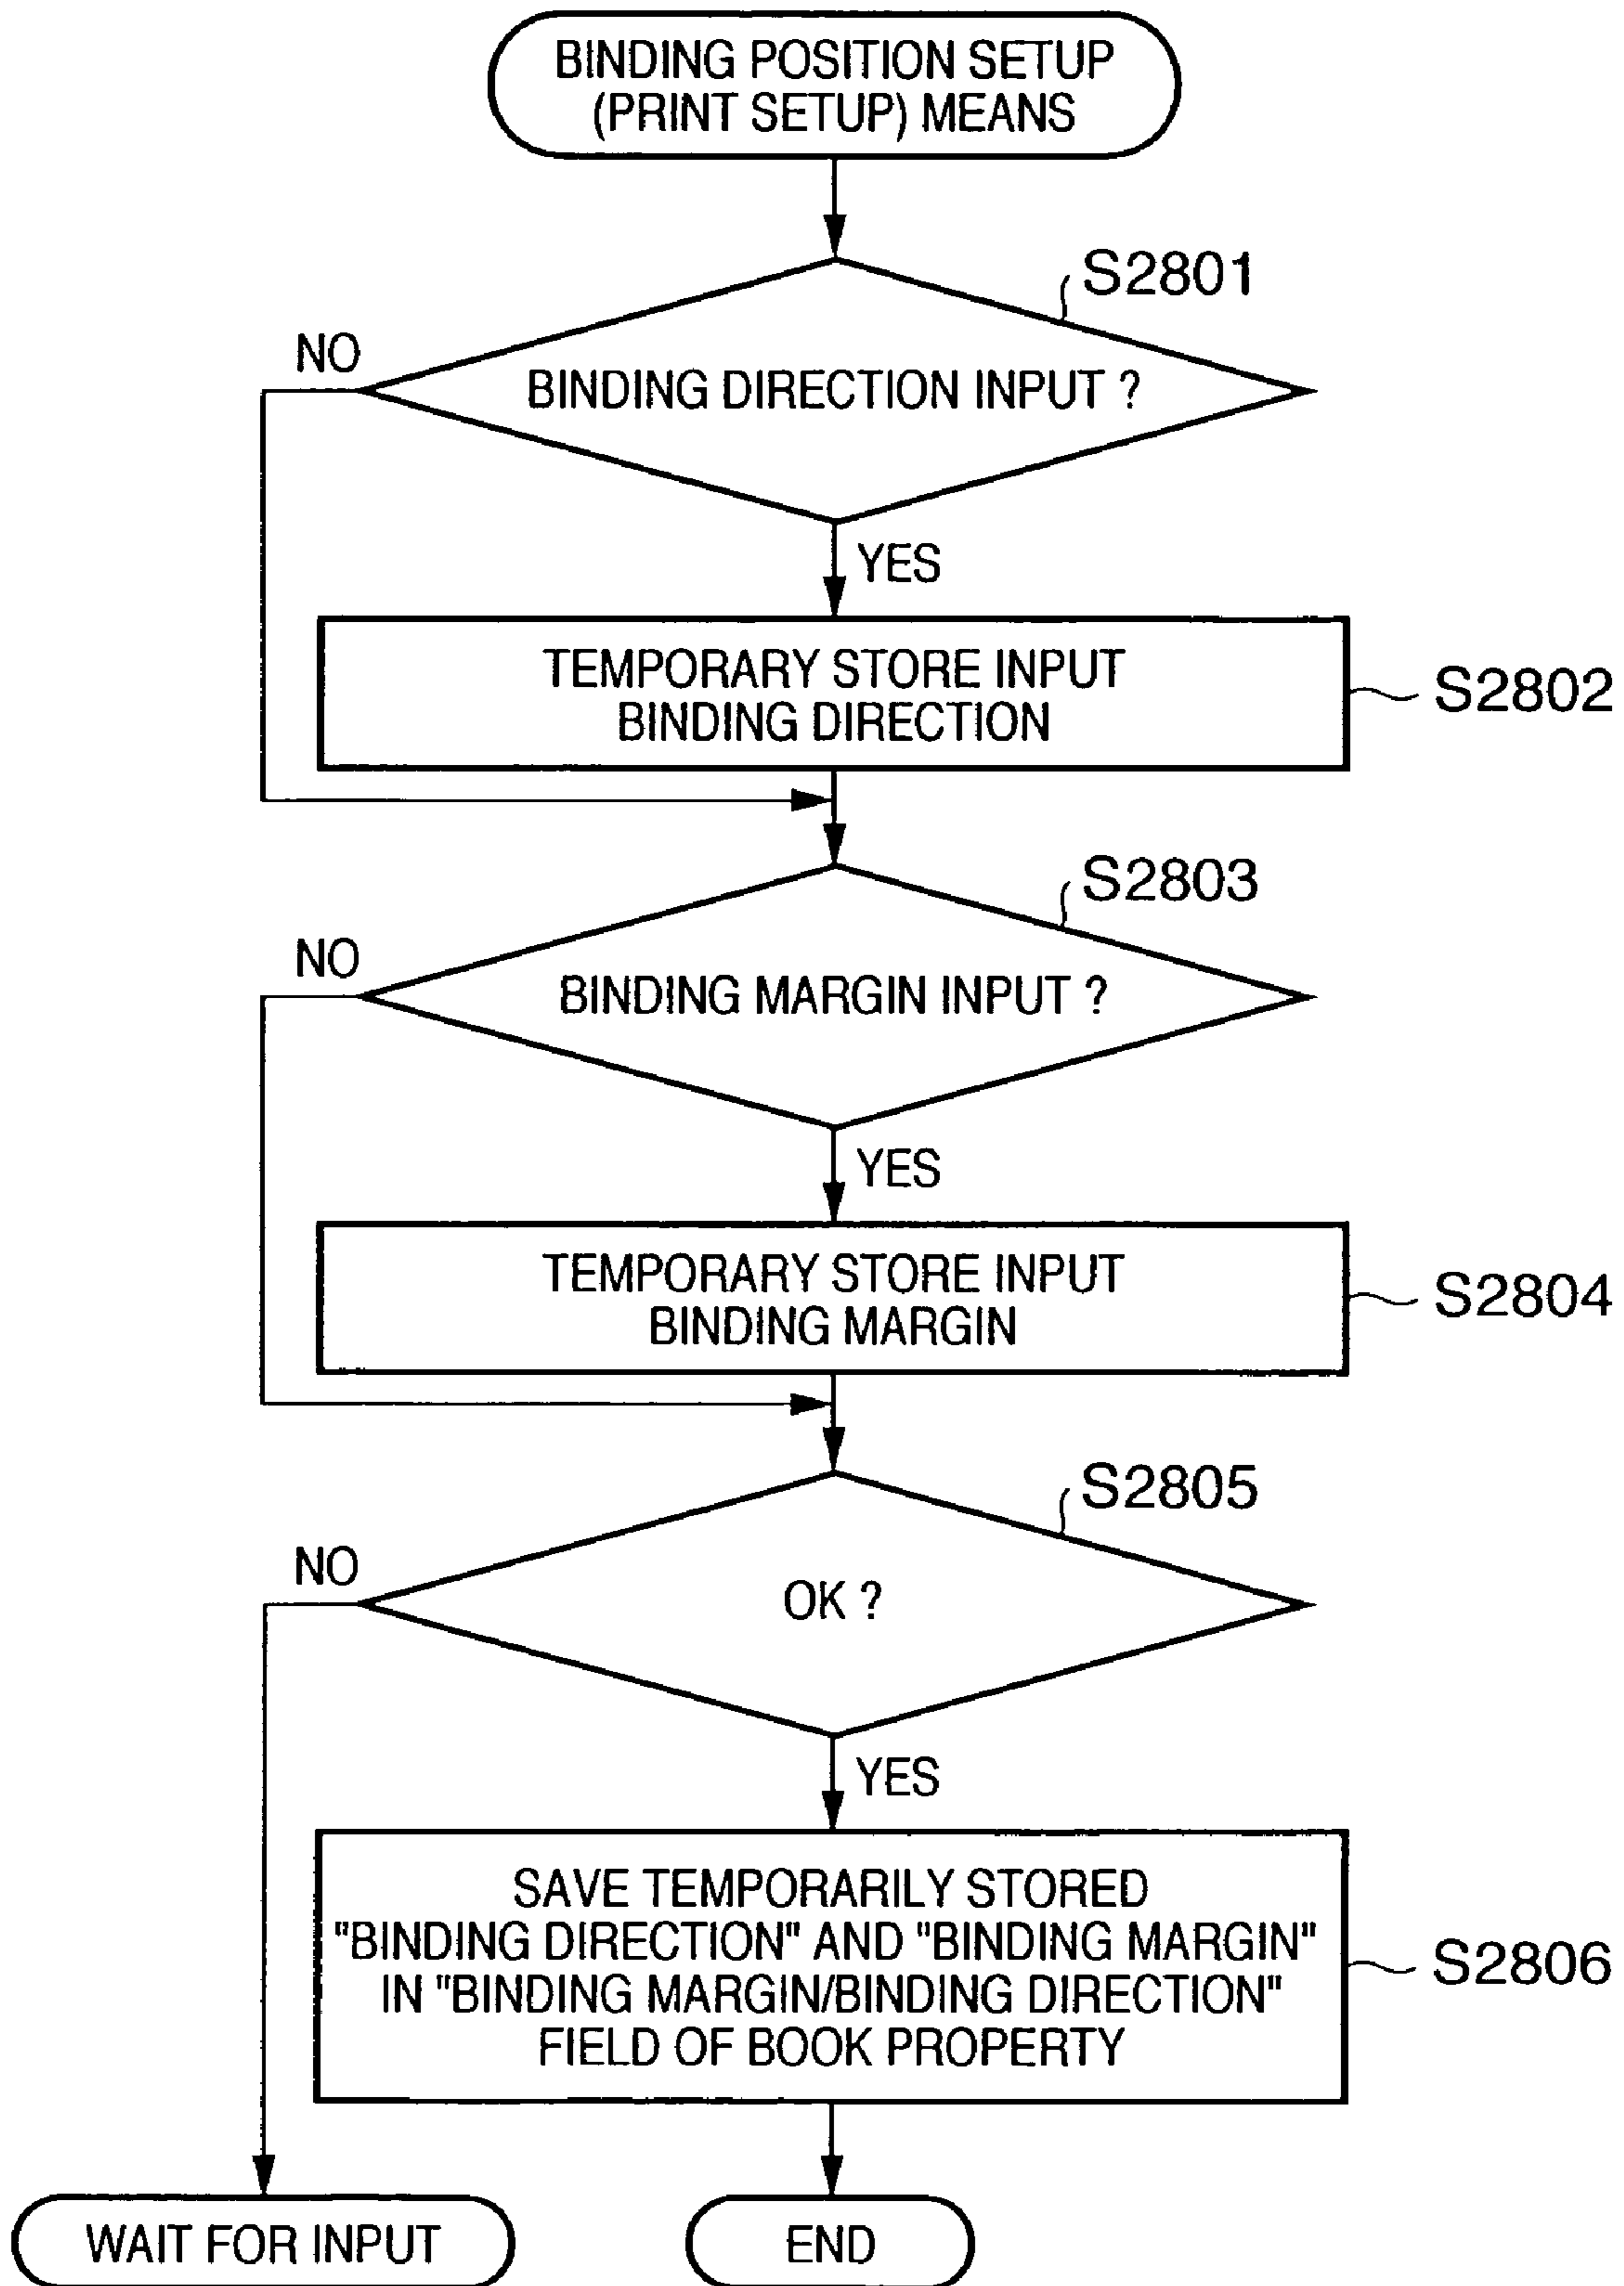 BINDING POSITION SETUP
(PRINT SETUP) MEANS
S2801
NO
BINDING DIRECTION INPUT ?
YES
TEMPORARY STORE INPUT
BINDING DIRECTION
S2802
S2803
NO
BINDING MARGIN INPUT ?
YES
TEMPORARY STORE INPUT
BINDING MARGIN
S2804
S2805
NO
OK ?
YES
SAVE TEMPORARILY STORED
"BINDING DIRECTION" AND "BINDING MARGIN"
IN "BINDING MARGIN/BINDING DIRECTION"
FIELD OF BOOK PROPERTY
S2806
WAIT FOR INPUT
END